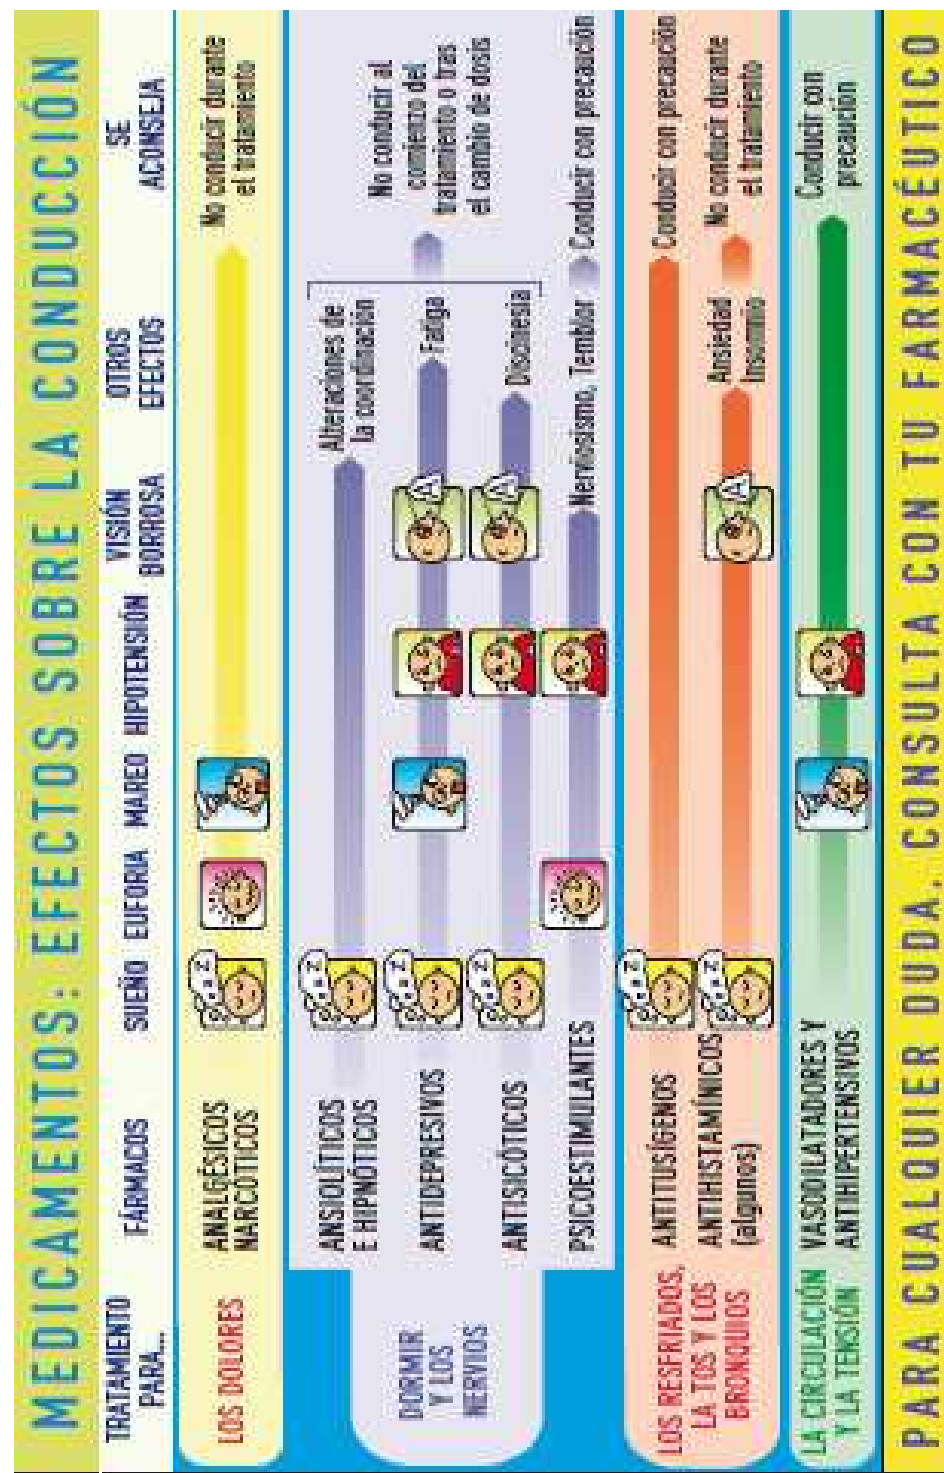 MEDICAMENTOS: EFECTOS SOBRE LA CONDUCCIÓN
TRATAMIENTO
PARA...
FÁRMACOS
SUEÑO
EUFORIA
MAREO
HIPOTENSIÓN
VISIÓN
BORROSA
OTROS
EFECTOS
SE
ACONSEJA
LOS DOLORES
ANALGÉSICOS
NARCÓTICOS
No conducir durante
el tratamiento
DORMIR
Y LOS
NERVIOS
ANSIOLÍTICOS
E HIPNÓTICOS
Alteraciones de
la coordinación
ANTIDEPRESIVOS
A
Fatiga
No conducir al
comienzo del
tratamiento o tras
el cambio de dosis
ANTISICÓTICOS
A
Discinesia
PSICOESTIMULANTES
Nerviosismo, Temblor
Conducir con precaución
LOS RESFRIADOS,
LA TOS Y LOS
BRONQUIOS
ANTITUSÍGENOS
Conducir con precaución
ANTIHISTAMÍNICOS
(algunos)
A
Ansiedad
Insomnio
No conducir durante
el tratamiento
LA CIRCULACIÓN
Y LA TENSIÓN
VASODILATADORES Y
ANTIHIPERTENSIVOS
Conducir con
precaución
PARA CUALQUIER DUDA, CONSULTA CON TU FARMACÉUTICO